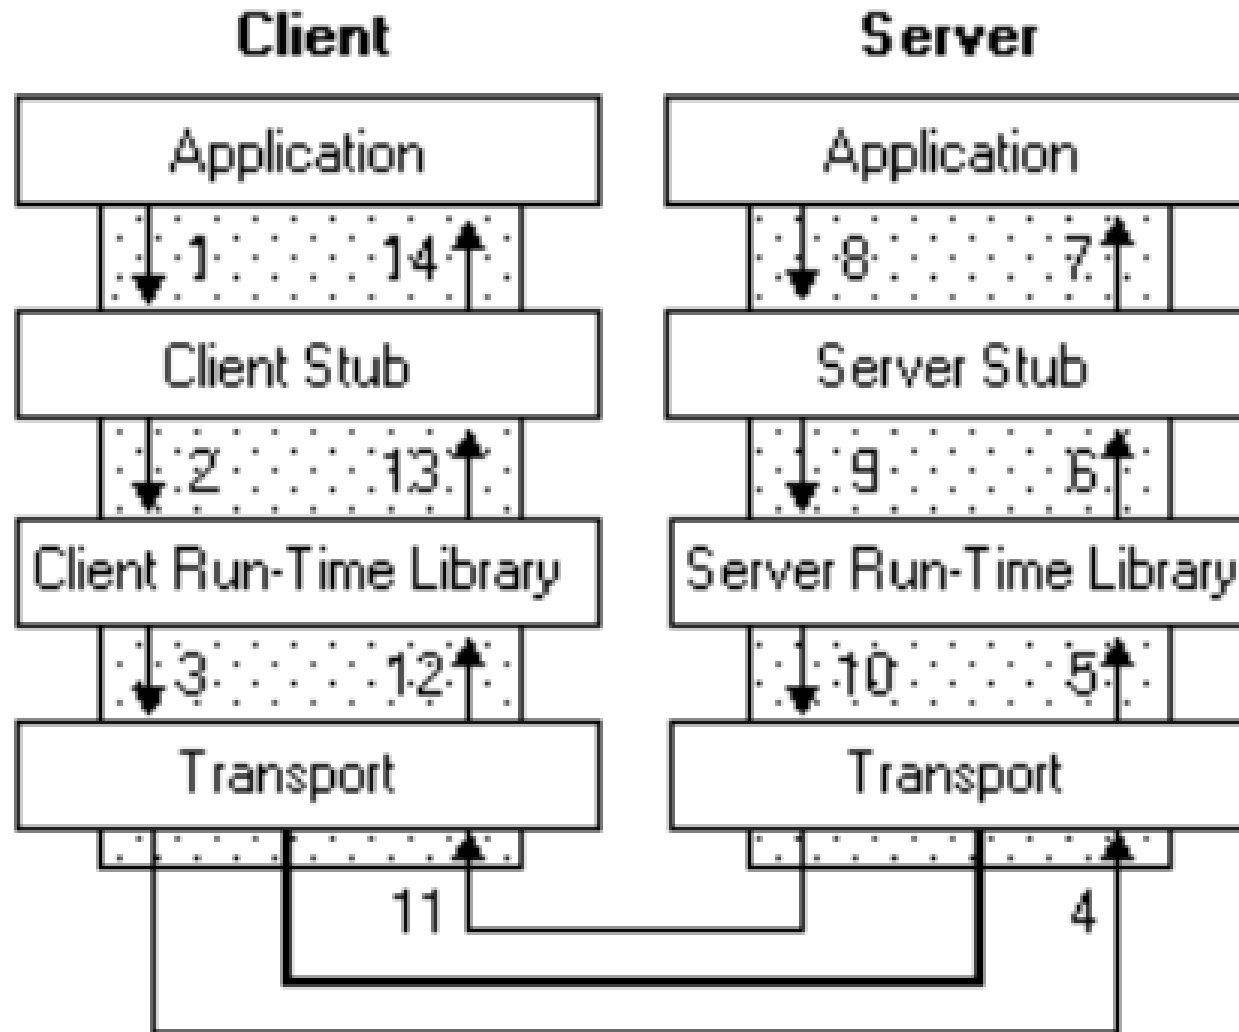 Client Server
Application Application
1 14 8 7
Client Stub Server Stub
2 13 9 6
Client Run-Time Library Server Run-Time Library
3 12 10 5
Transport Transport
11 4